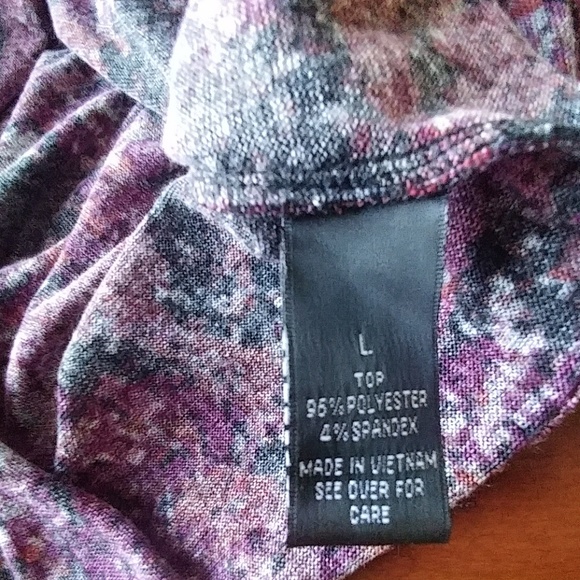 L
TOP
96% POLYESTER
4% SPANDEX
MADE IN VIETNAM
SEE OVER FOR
CARE